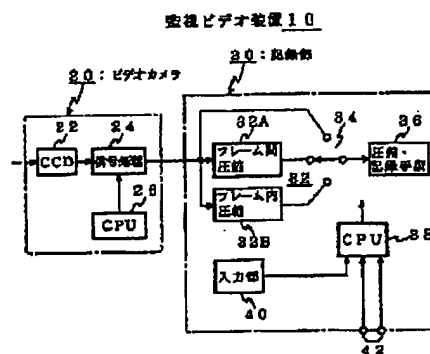 監視ビデオ装置10
20:ビデオカメラ
30:記録部
22
24
CCD
信号処理
CPU
26
32A
フレーム間
圧縮
34
32
フレーム内
圧縮
32B
36
圧縮・
記録手段
CPU
38
入力部
40
42